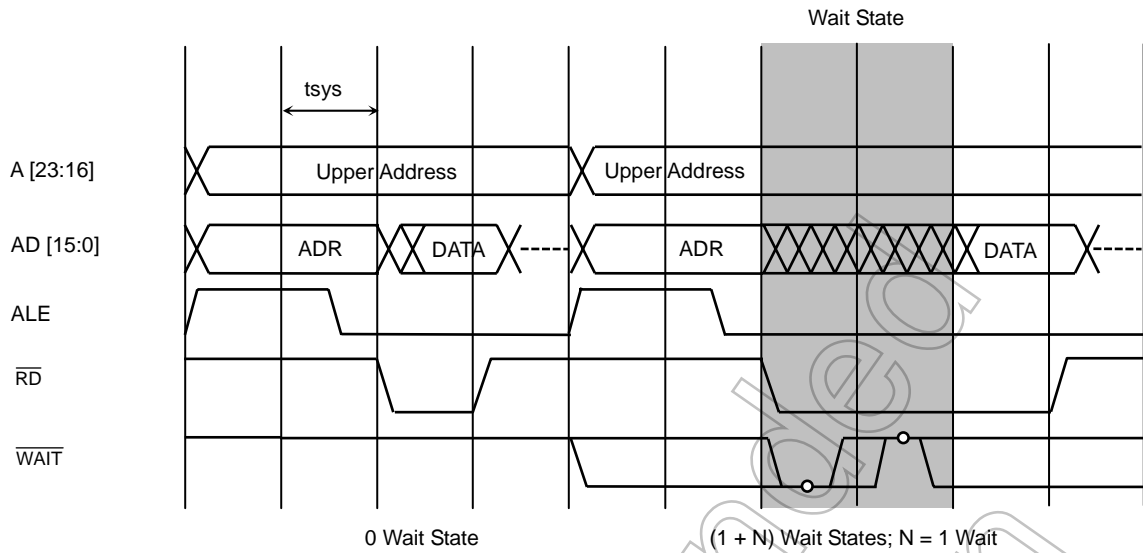 Wait State
tsys
A [23:16]
Upper Address
Upper Address
AD [15:0]
ADR
DATA
ADR
DATA
ALE
RD
WAIT
0 Wait State
(1 + N) Wait States; N = 1 Wait